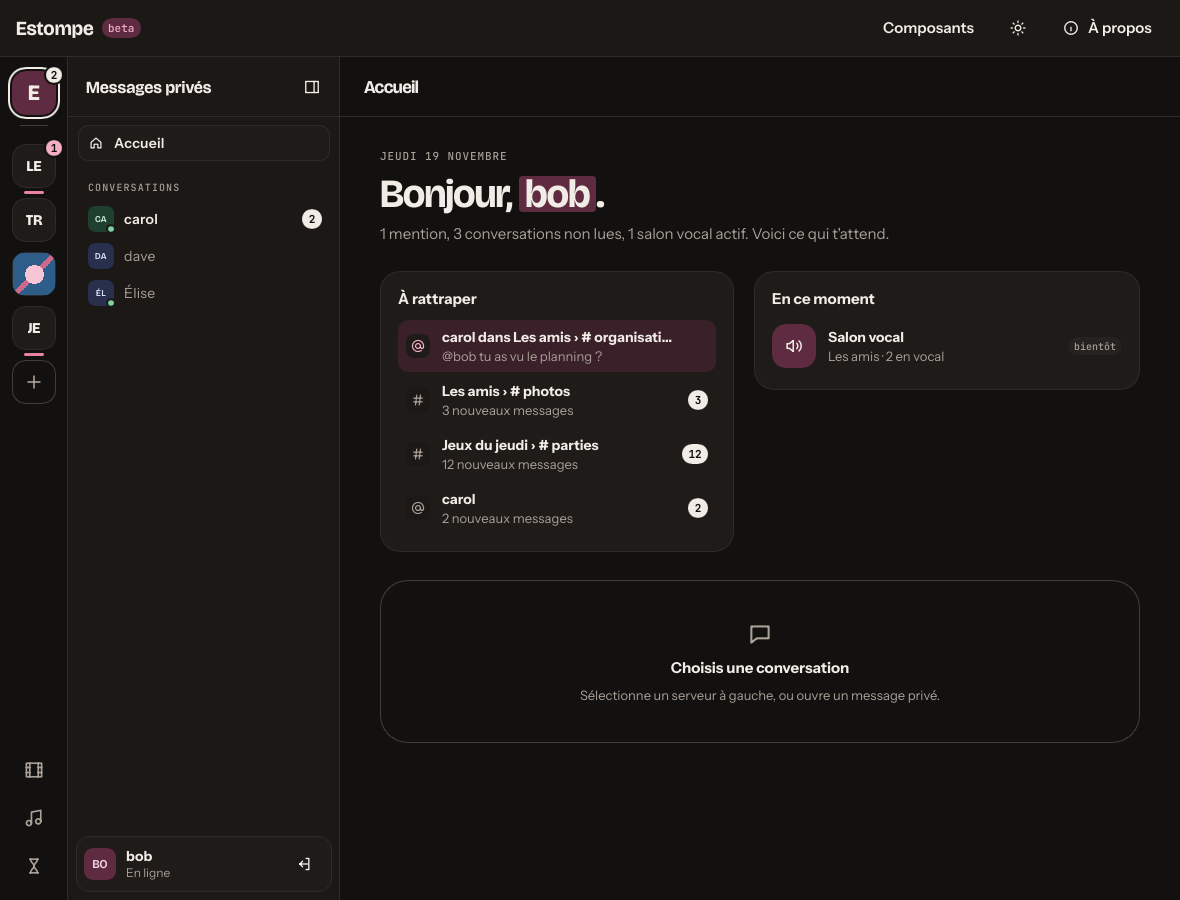 Estompe beta
Composants
À propos
E 2
LE 1
TR
JE
Messages privés
Accueil
CONVERSATIONS
CA carol 2
DA dave
ÉL Élise
BO bob
En ligne
Accueil
JEUDI 19 NOVEMBRE
Bonjour, bob.
1 mention, 3 conversations non lues, 1 salon vocal actif. Voici ce qui t'attend.
À rattraper
@ carol dans Les amis › # organisati…
@bob tu as vu le planning ?
# Les amis › # photos
3 nouveaux messages
3
# Jeux du jeudi › # parties
12 nouveaux messages
12
@ carol
2 nouveaux messages
2
En ce moment
Salon vocal
Les amis · 2 en vocal
bientôt
Choisis une conversation
Sélectionne un serveur à gauche, ou ouvre un message privé.